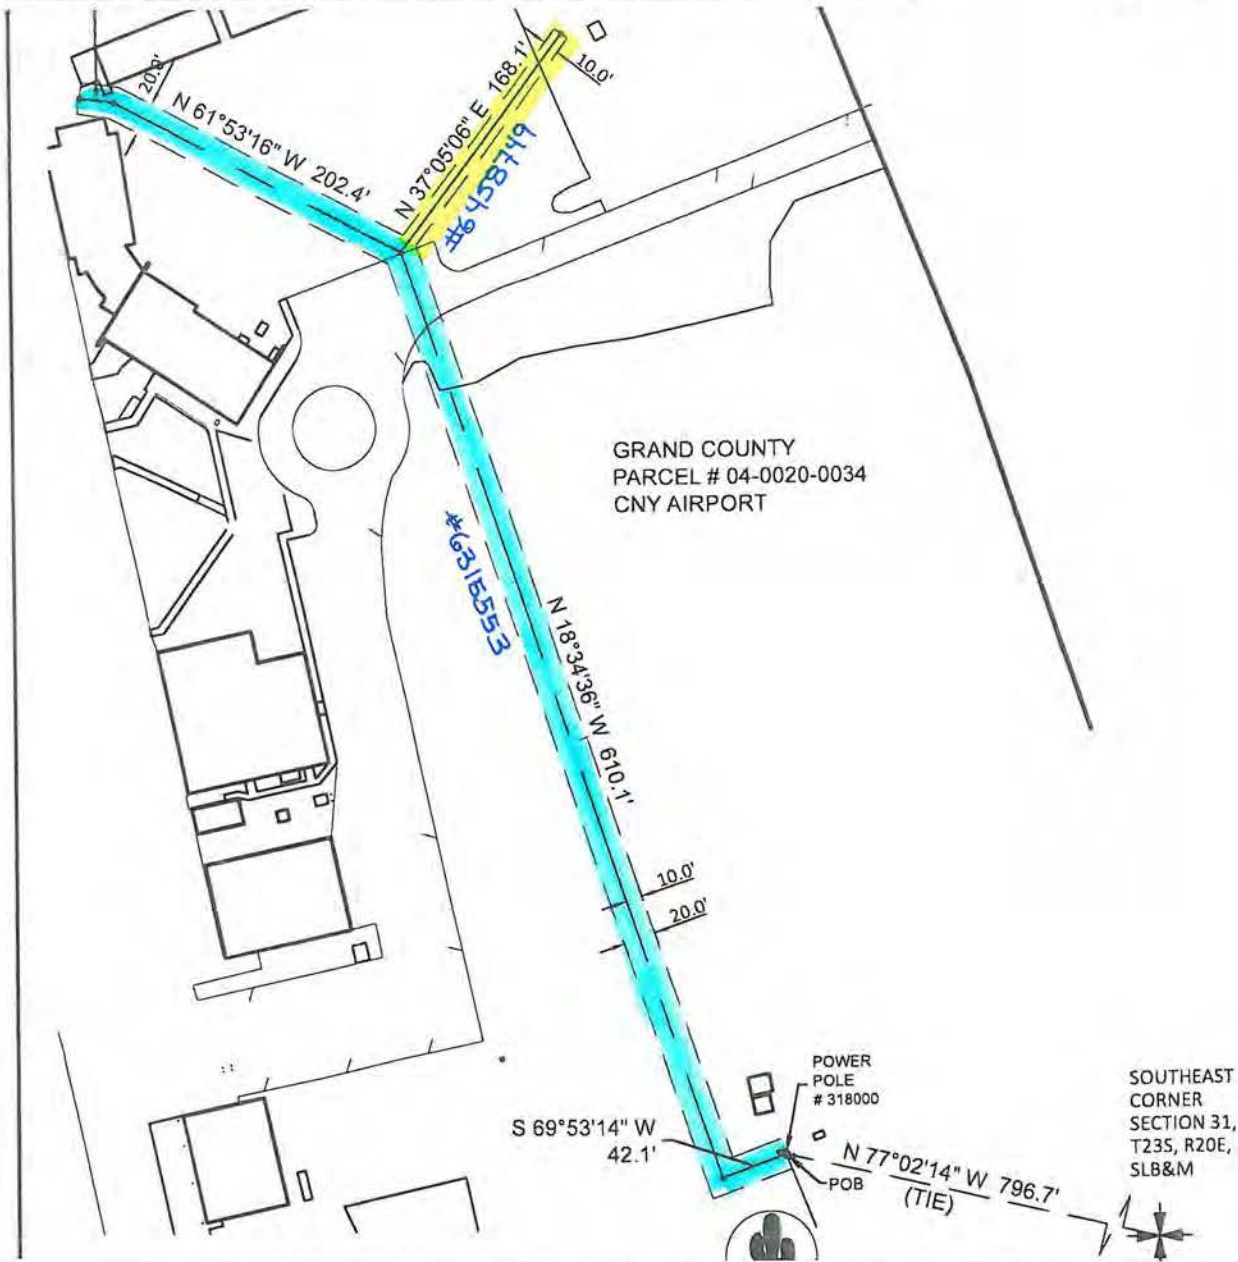 20.0'
N 61°53'16" W 202.4'
N 37°05'06" E 168.1'
10.0'
#6458749
GRAND COUNTY
PARCEL # 04-0020-0034
CNY AIRPORT
#6315553
N 18°34'36" W 610.1'
10.0'
20.0'
POWER
POLE
# 318000
S 69°53'14" W
42.1'
POB
N 77°02'14" W 796.7'
(TIE)
SOUTHEAST
CORNER
SECTION 31,
T23S, R20E,
SLB&M